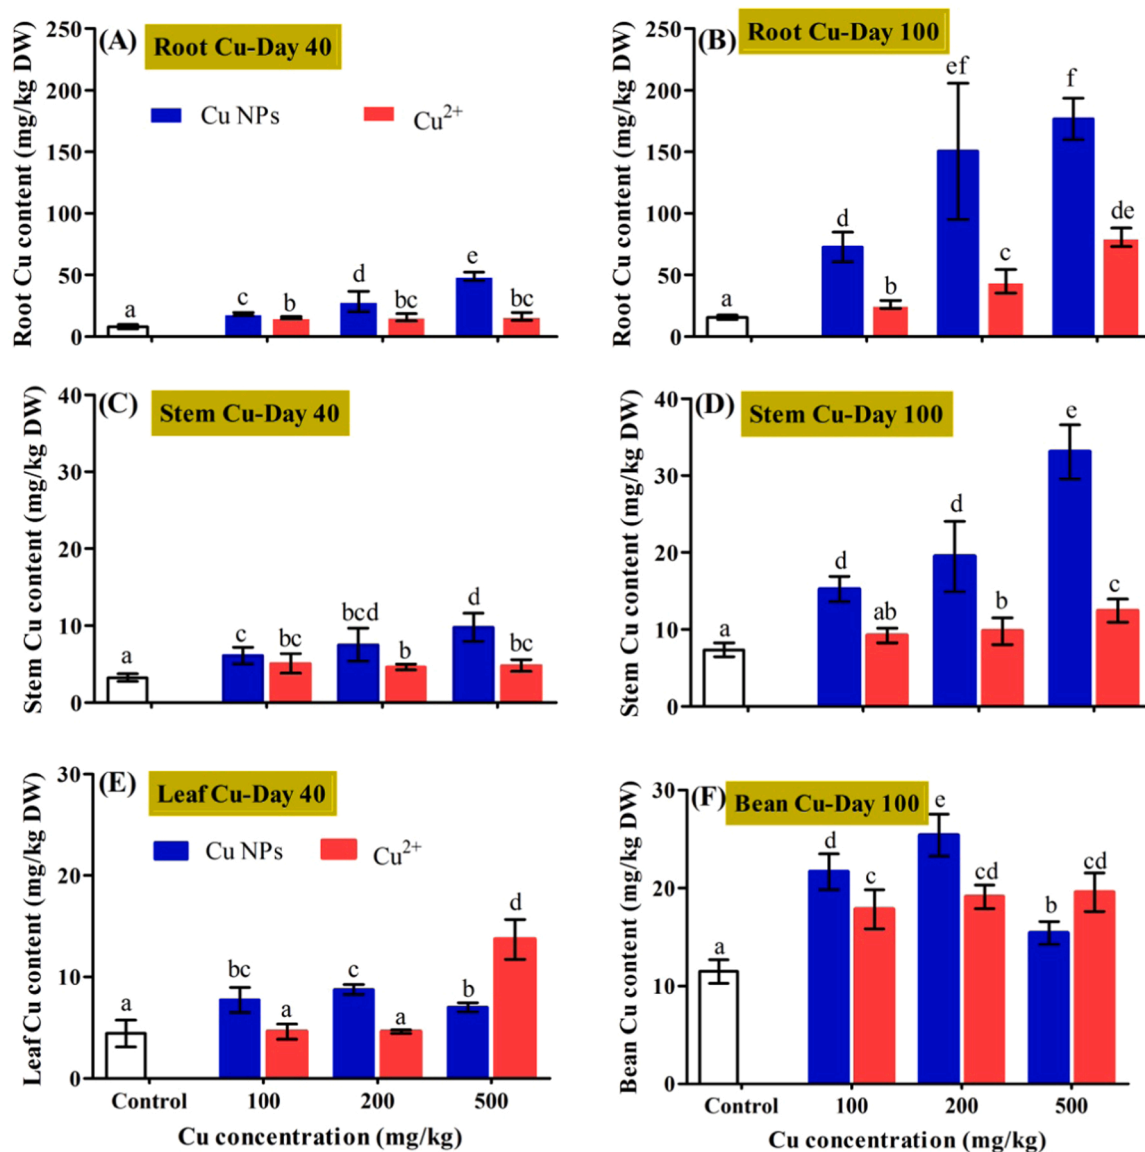 (A) Root Cu-Day 40
Root Cu content (mg/kg DW)
250
200
150
100
50
0
Cu NPs
Cu²⁺
a
c
b
d
bc
e
bc
(B) Root Cu-Day 100
Root Cu content (mg/kg DW)
250
200
150
100
50
0
a
d
b
ef
c
f
de
(C) Stem Cu-Day 40
Stem Cu content (mg/kg DW)
40
30
20
10
0
a
c
bc
bcd
b
d
bc
(D) Stem Cu-Day 100
Stem Cu content (mg/kg DW)
40
30
20
10
0
a
d
ab
d
b
e
c
(E) Leaf Cu-Day 40
Leaf Cu content (mg/kg DW)
30
20
10
0
Cu NPs
Cu²⁺
a
bc
a
c
a
b
d
Control 100 200 500
Cu concentration (mg/kg)
(F) Bean Cu-Day 100
Bean Cu content (mg/kg DW)
30
20
10
0
a
d
c
e
cd
b
cd
Control 100 200 500
Cu concentration (mg/kg)